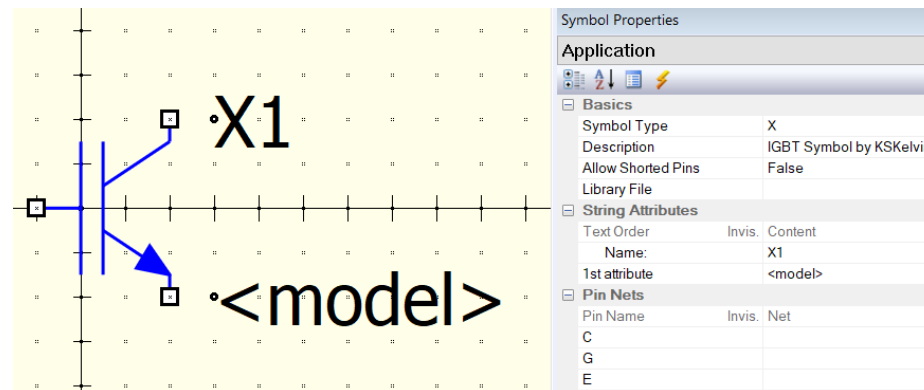 X1
<model>
Symbol Properties
Application
Basics
Symbol Type X
Description IGBT Symbol by KSKelvi
Allow Shorted Pins False
Library File
String Attributes
Text Order Invis. Content
Name: X1
1st attribute <model>
Pin Nets
Pin Name Invis. Net
C
G
E